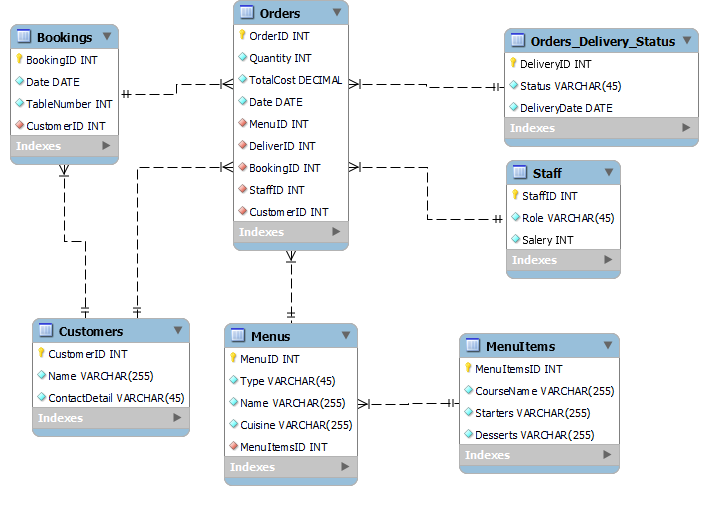 Bookings
BookingID INT
Date DATE
TableNumber INT
CustomerID INT
Indexes
Orders
OrderID INT
Quantity INT
TotalCost DECIMAL
Date DATE
MenuID INT
DeliverID INT
BookingID INT
StaffID INT
CustomerID INT
Indexes
Orders_Delivery_Status
DeliveryID INT
Status VARCHAR(45)
DeliveryDate DATE
Indexes
Staff
StaffID INT
Role VARCHAR(45)
Salery INT
Indexes
Customers
CustomerID INT
Name VARCHAR(255)
ContactDetail VARCHAR(45)
Indexes
Menus
MenuID INT
Type VARCHAR(45)
Name VARCHAR(255)
Cuisine VARCHAR(255)
MenuItemsID INT
Indexes
MenuItems
MenuItemsID INT
CourseName VARCHAR(255)
Starters VARCHAR(255)
Desserts VARCHAR(255)
Indexes